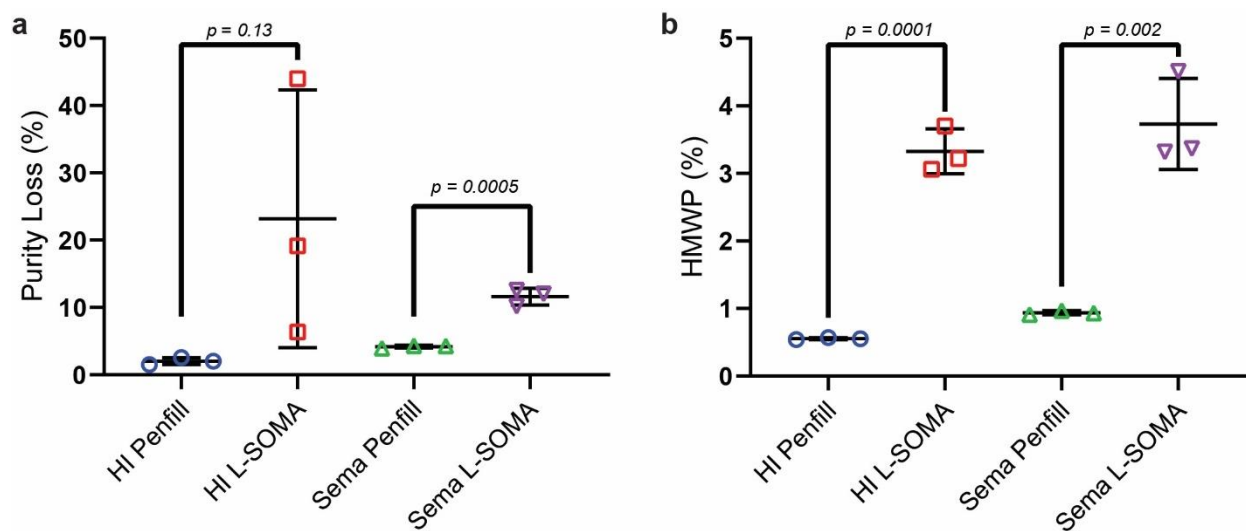 a
p = 0.13
p = 0.0005
Purity Loss (%)
50
40
30
20
10
0
HI Penfill
HI L-SOMA
Sema Penfill
Sema L-SOMA
b
p = 0.0001
p = 0.002
HMWP (%)
5
4
3
2
1
0
HI Penfill
HI L-SOMA
Sema Penfill
Sema L-SOMA